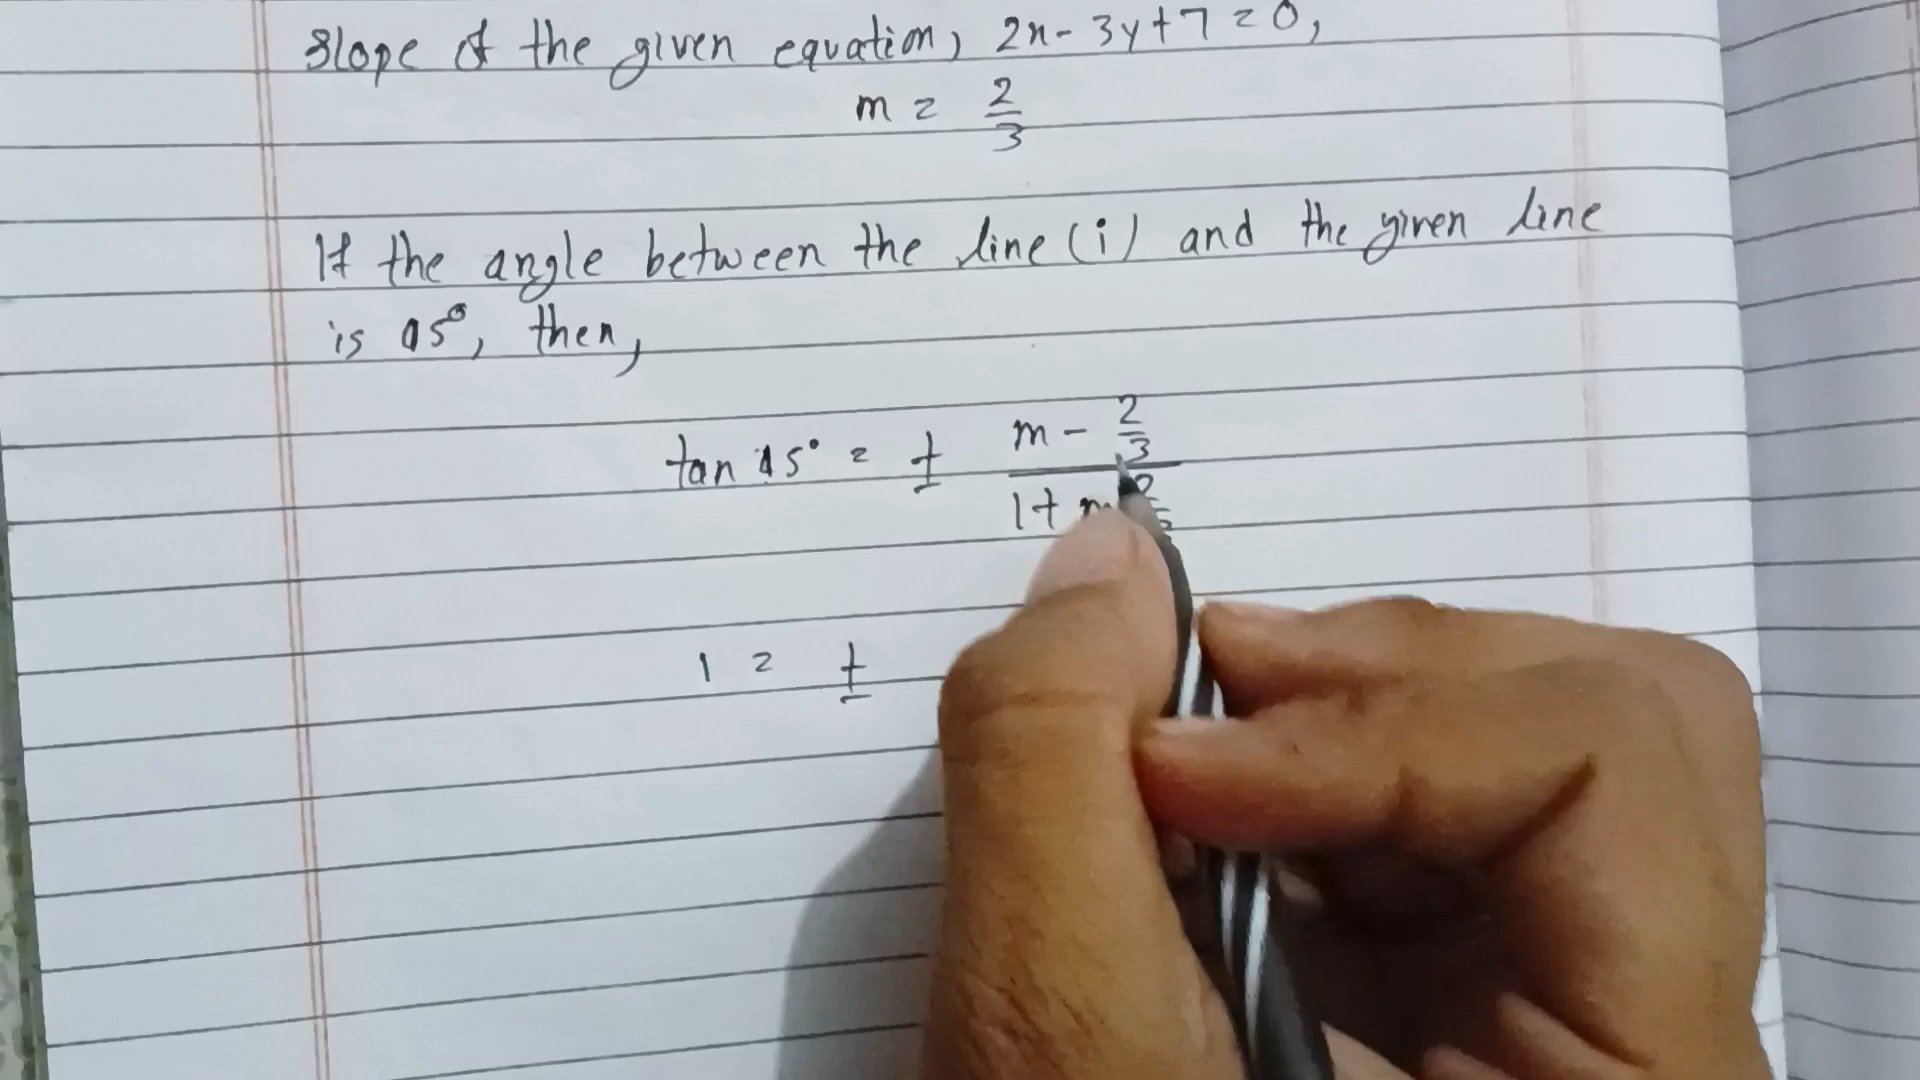 Slope of the given equation, 2x - 3y + 7 = 0,
m = 2/3
If the angle between the line (i) and the given line
is 45°, then,
tan 45° = ± (m - 2/3)/(1 + m
1 = ±